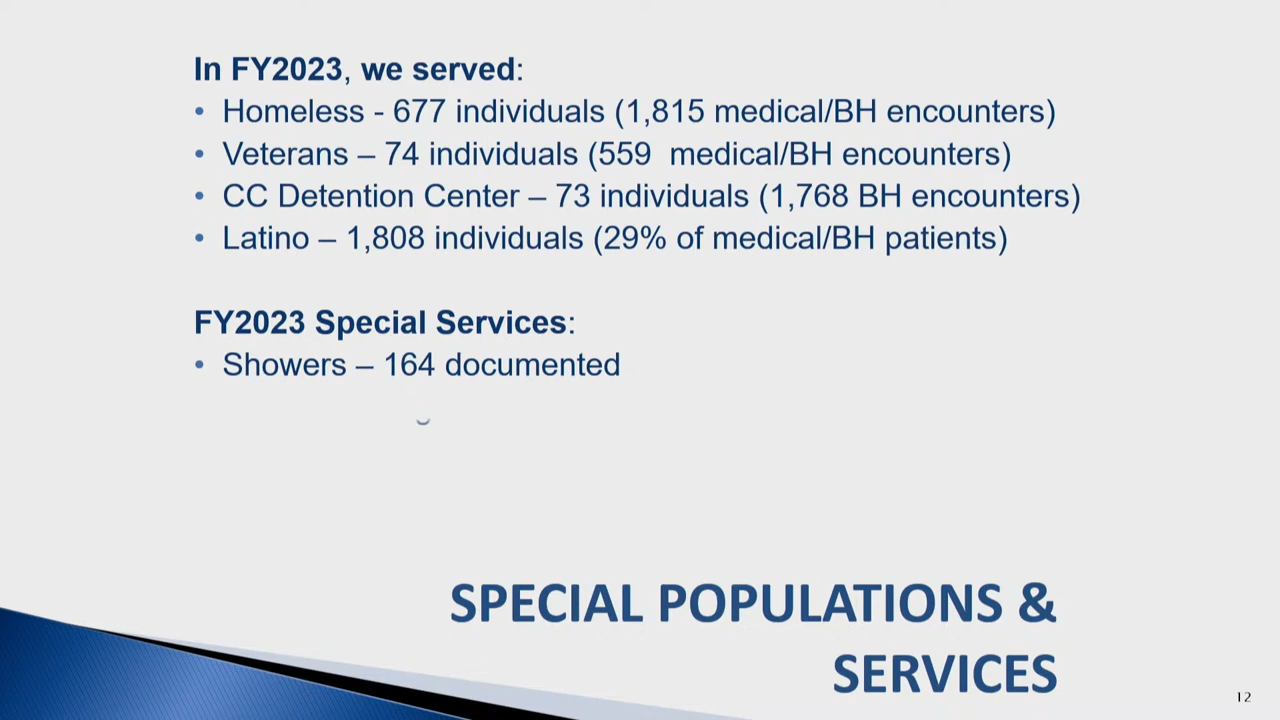 In FY2023, we served:
• Homeless - 677 individuals (1,815 medical/BH encounters)
• Veterans – 74 individuals (559  medical/BH encounters)
• CC Detention Center – 73 individuals (1,768 BH encounters)
• Latino – 1,808 individuals (29% of medical/BH patients)
FY2023 Special Services:
• Showers – 164 documented
SPECIAL POPULATIONS &
SERVICES
12